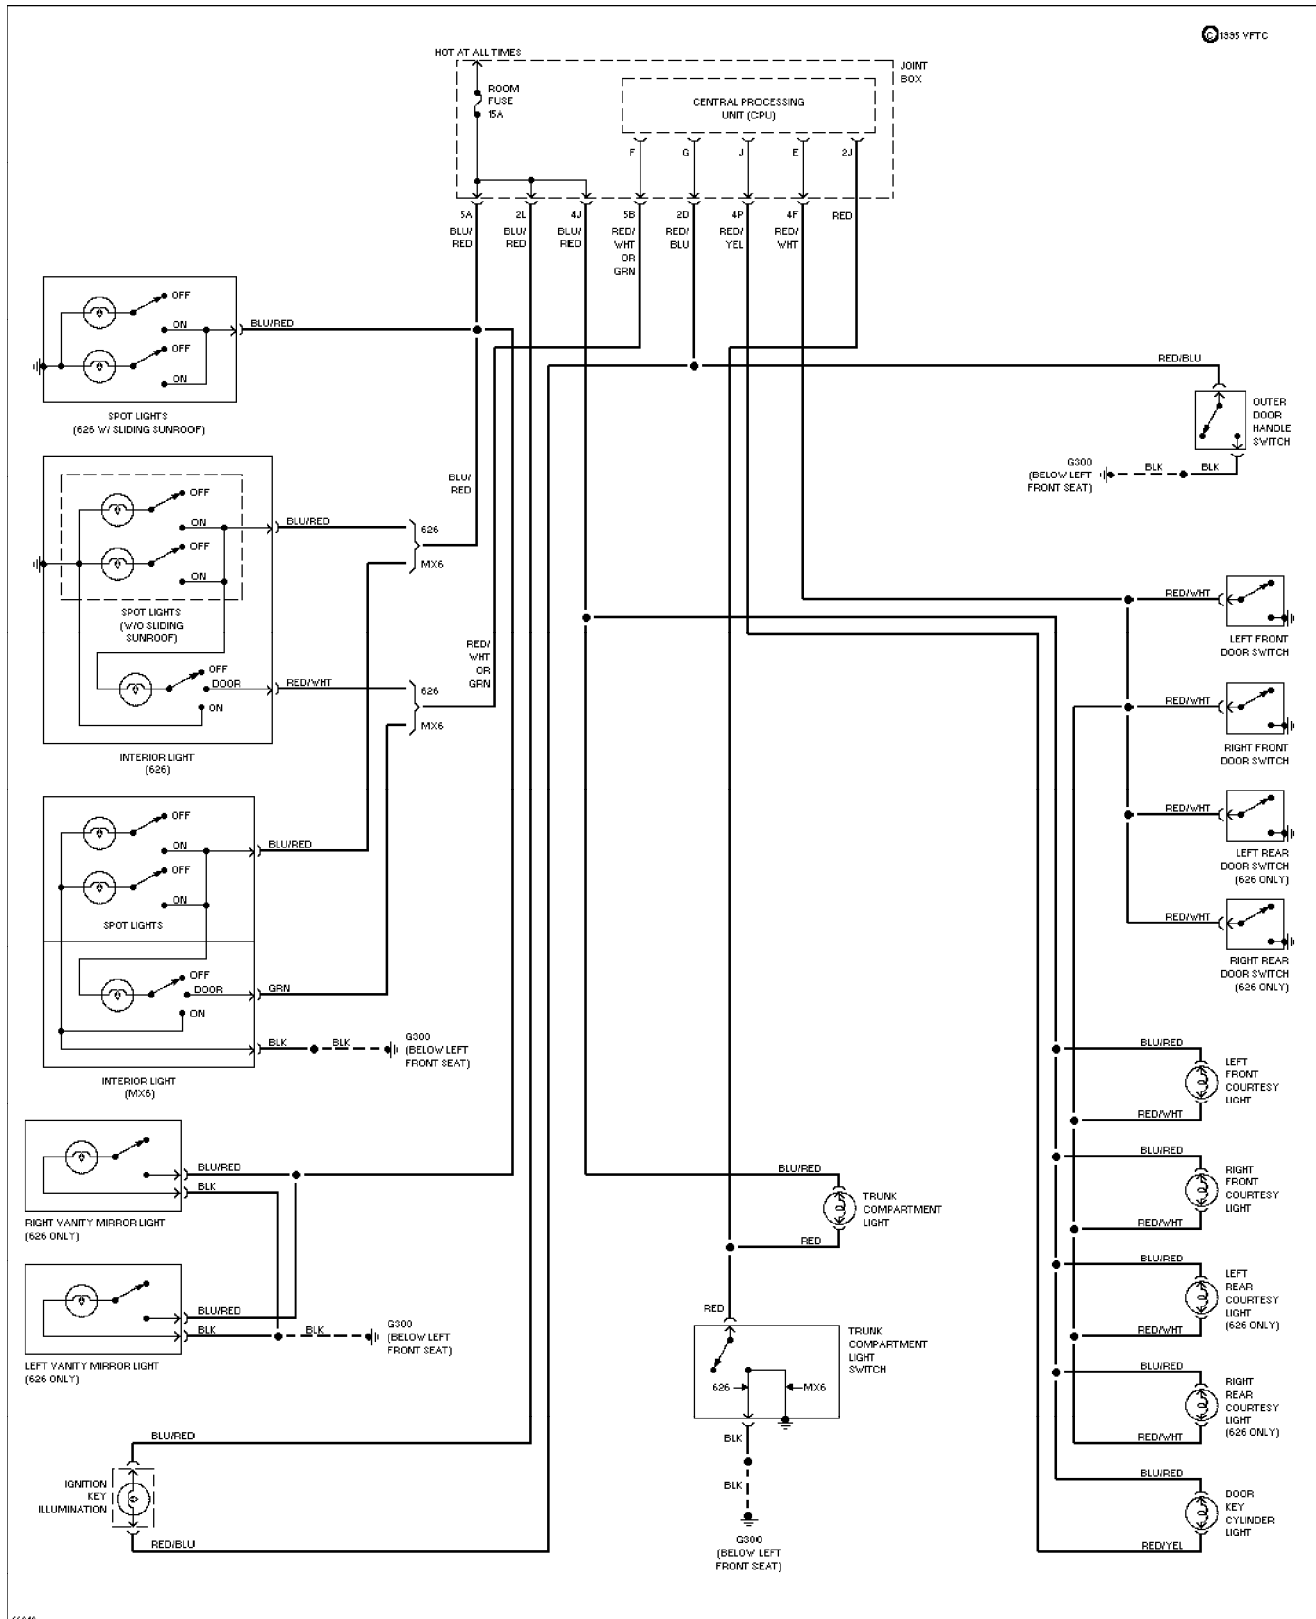 © 1995 VFTC
HOT AT ALL TIMES
JOINT
BOX
ROOM
FUSE
15A
CENTRAL PROCESSING
UNIT (CPU)
F G J E 2J
5A 2L 4J 5B 2D 4P 4F RED
BLU/
RED
BLU/
RED
BLU/
RED
RED/
WHT
OR
GRN
RED/
BLU
RED/
YEL
RED/
WHT
OFF
ON
OFF
ON
BLU/RED
SPOT LIGHTS
(626 W/ SLIDING SUNROOF)
RED/BLU
OUTER
DOOR
HANDLE
SWITCH
G300
(BELOW LEFT
FRONT SEAT)
BLK
BLK
BLU/
RED
OFF
ON
OFF
ON
BLU/RED
626
MX6
SPOT LIGHTS
(W/O SLIDING
SUNROOF)
RED/
WHT
OR
GRN
OFF
DOOR
ON
RED/WHT
626
MX6
INTERIOR LIGHT
(626)
RED/WHT
LEFT FRONT
DOOR SWITCH
RED/WHT
RIGHT FRONT
DOOR SWITCH
RED/WHT
LEFT REAR
DOOR SWITCH
(626 ONLY)
RED/WHT
RIGHT REAR
DOOR SWITCH
(626 ONLY)
OFF
ON
OFF
ON
BLU/RED
SPOT LIGHTS
OFF
DOOR
ON
GRN
BLK
BLK
G300
(BELOW LEFT
FRONT SEAT)
INTERIOR LIGHT
(MX6)
BLU/RED
LEFT
FRONT
COURTESY
LIGHT
RED/WHT
BLU/RED
RIGHT
FRONT
COURTESY
LIGHT
RED/WHT
BLU/RED
LEFT
REAR
COURTESY
LIGHT
(626 ONLY)
RED/WHT
BLU/RED
RIGHT
REAR
COURTESY
LIGHT
(626 ONLY)
RED/WHT
BLU/RED
DOOR
KEY
CYLINDER
LIGHT
RED/YEL
BLU/RED
BLK
RIGHT VANITY MIRROR LIGHT
(626 ONLY)
BLU/RED
BLK
BLK
G300
(BELOW LEFT
FRONT SEAT)
LEFT VANITY MIRROR LIGHT
(626 ONLY)
BLU/RED
TRUNK
COMPARTMENT
LIGHT
RED
RED
TRUNK
COMPARTMENT
LIGHT
SWITCH
626
MX6
BLK
BLK
G300
(BELOW LEFT
FRONT SEAT)
BLU/RED
IGNITION
KEY
ILLUMINATION
RED/BLU